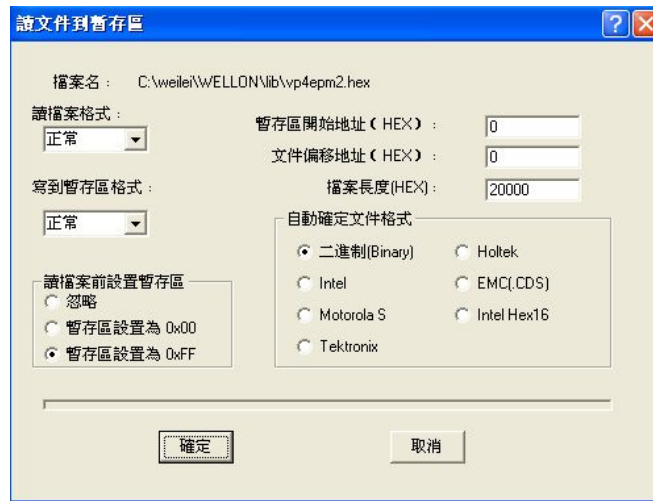 讀文件到暫存區
檔案名： C:\weilei\WELLON\lib\vp4epm2.hex
讀檔案格式：
正常
暫存區開始地址（HEX）： 0
文件偏移地址（HEX）： 0
寫到暫存區格式：
正常
檔案長度(HEX)： 20000
自動確定文件格式
二進制(Binary) Holtek
Intel EMC(.CDS)
Motorola S Intel Hex16
Tektronix
讀檔案前設置暫存區
忽略
暫存區設置為 0x00
暫存區設置為 0xFF
確定 取消